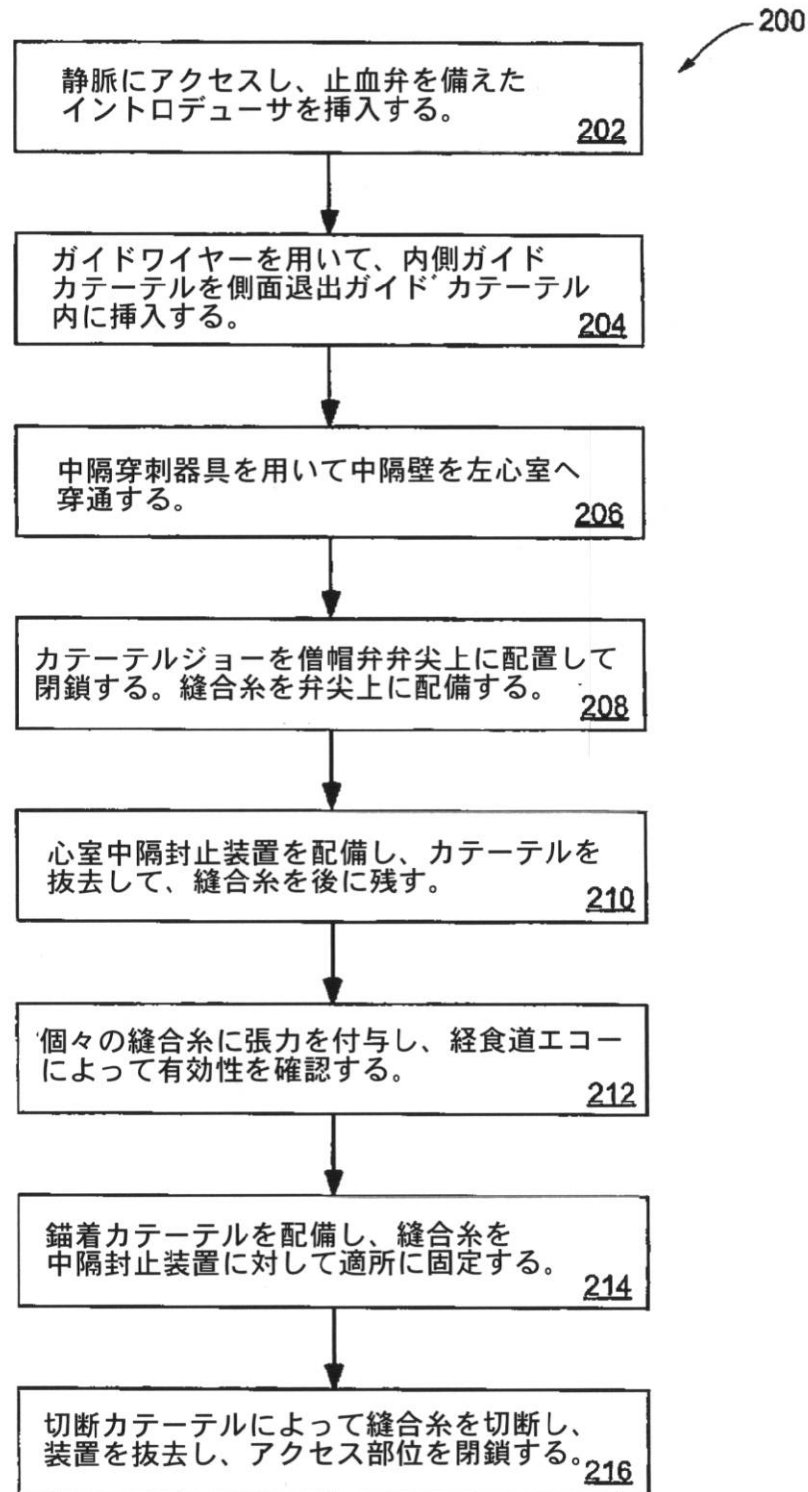 200
静脈にアクセスし、止血弁を備えた
イントロデューサを挿入する。
202
ガイドワイヤーを用いて、内側ガイド
カテーテルを側面退出ガイドカテーテル
内に挿入する。
204
中隔穿刺器具を用いて中隔壁を左心室へ
穿通する。
206
カテーテルジョーを僧帽弁弁尖上に配置して
閉鎖する。縫合糸を弁尖上に配備する。
208
心室中隔封止装置を配備し、カテーテルを
抜去して、縫合糸を後に残す。
210
個々の縫合糸に張力を付与し、経食道エコー
によって有効性を確認する。
212
錨着カテーテルを配備し、縫合糸を
中隔封止装置に対して適所に固定する。
214
切断カテーテルによって縫合糸を切断し、
装置を抜去し、アクセス部位を閉鎖する。
216